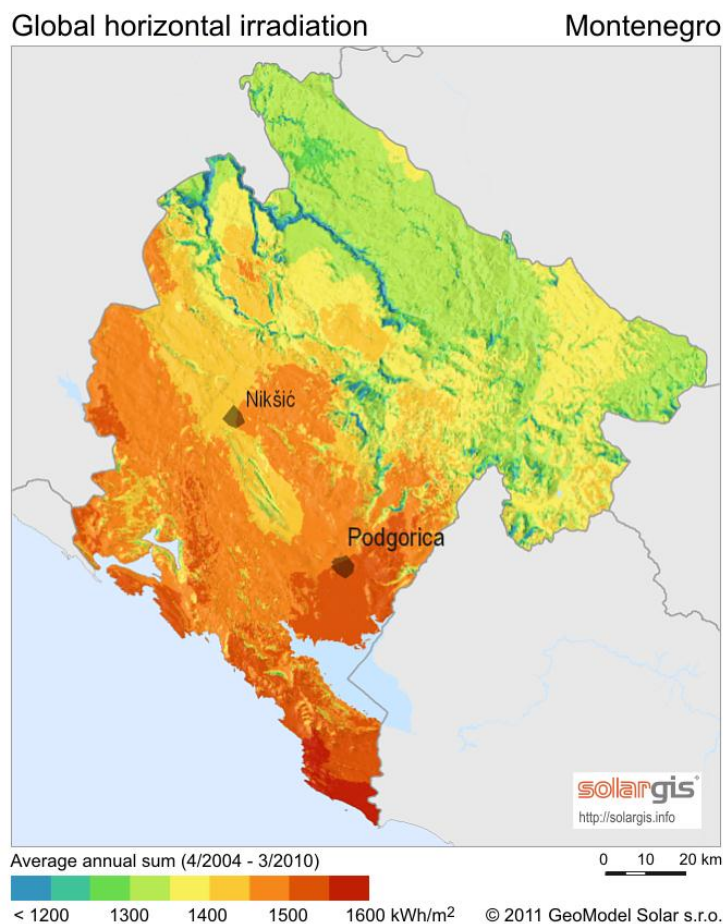 Global horizontal irradiation Montenegro
Nikšić
Podgorica
solargis
http://solargis.info
Average annual sum (4/2004 - 3/2010)
0 10 20 km
< 1200 1300 1400 1500 1600 kWh/m²
© 2011 GeoModel Solar s.r.o.